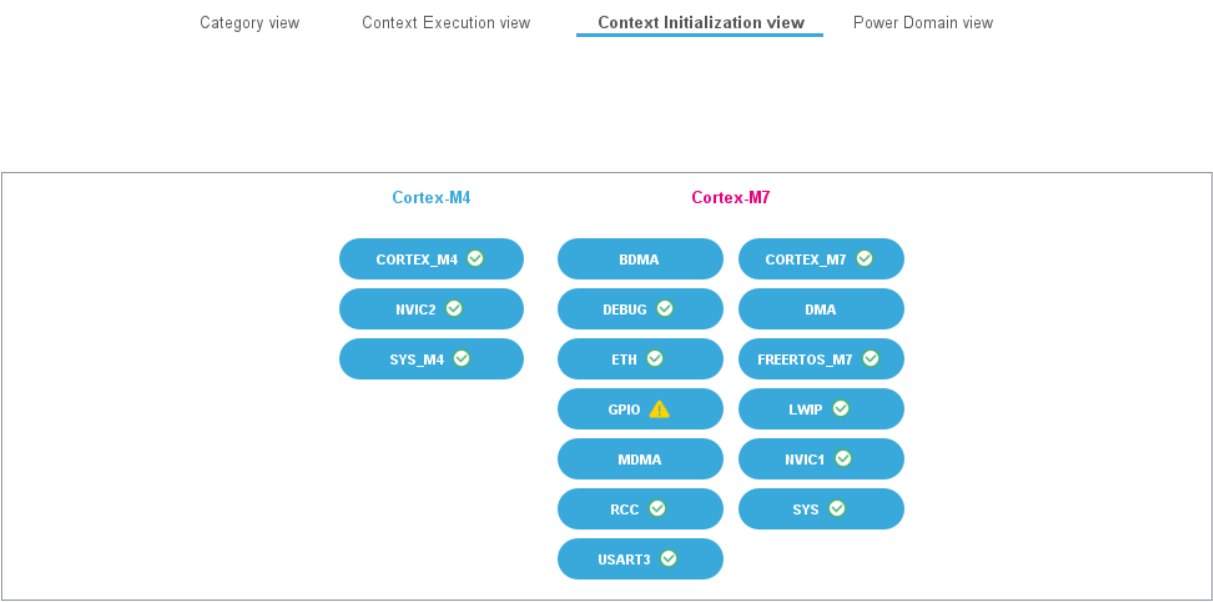 Category view Context Execution view Context Initialization view Power Domain view
Cortex-M4 Cortex-M7
CORTEX_M4 BDMA CORTEX_M7
NVIC2 DEBUG DMA
SYS_M4 ETH FREERTOS_M7
GPIO LWIP
MDMA NVIC1
RCC SYS
USART3